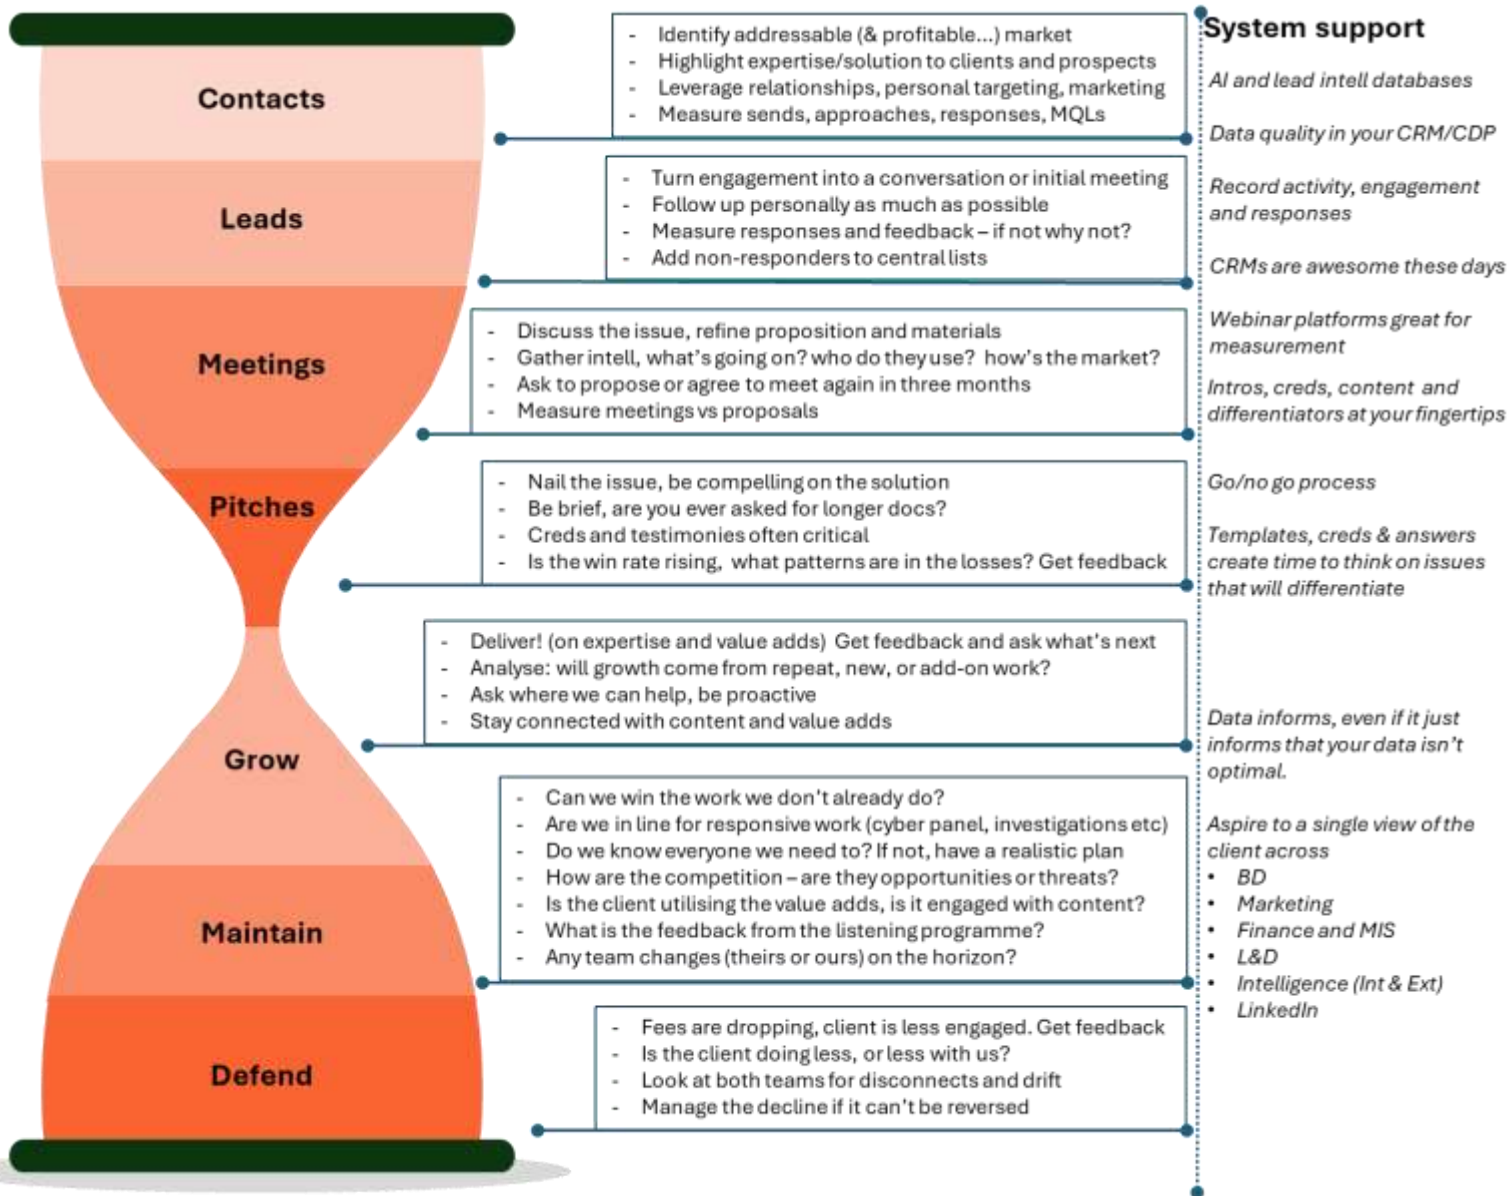 Contacts
- Identify addressable (& profitable...) market
- Highlight expertise/solution to clients and prospects
- Leverage relationships, personal targeting, marketing
- Measure sends, approaches, responses, MQLs
Leads
- Turn engagement into a conversation or initial meeting
- Follow up personally as much as possible
- Measure responses and feedback – if not why not?
- Add non-responders to central lists
Meetings
- Discuss the issue, refine proposition and materials
- Gather intell, what's going on? who do they use? how's the market?
- Ask to propose or agree to meet again in three months
- Measure meetings vs proposals
Pitches
- Nail the issue, be compelling on the solution
- Be brief, are you ever asked for longer docs?
- Creds and testimonies often critical
- Is the win rate rising, what patterns are in the losses? Get feedback
Grow
- Deliver! (on expertise and value adds) Get feedback and ask what's next
- Analyse: will growth come from repeat, new, or add-on work?
- Ask where we can help, be proactive
- Stay connected with content and value adds
Maintain
- Can we win the work we don't already do?
- Are we in line for responsive work (cyber panel, investigations etc)
- Do we know everyone we need to? If not, have a realistic plan
- How are the competition – are they opportunities or threats?
- Is the client utilising the value adds, is it engaged with content?
- What is the feedback from the listening programme?
- Any team changes (theirs or ours) on the horizon?
Defend
- Fees are dropping, client is less engaged. Get feedback
- Is the client doing less, or less with us?
- Look at both teams for disconnects and drift
- Manage the decline if it can't be reversed
System support
AI and lead intell databases
Data quality in your CRM/CDP
Record activity, engagement
and responses
CRMs are awesome these days
Webinar platforms great for
measurement
Intros, creds, content and
differentiators at your fingertips
Go/no go process
Templates, creds & answers
create time to think on issues
that will differentiate
Data informs, even if it just
informs that your data isn't
optimal.
Aspire to a single view of the
client across
• BD
• Marketing
• Finance and MIS
• L&D
• Intelligence (Int & Ext)
• LinkedIn